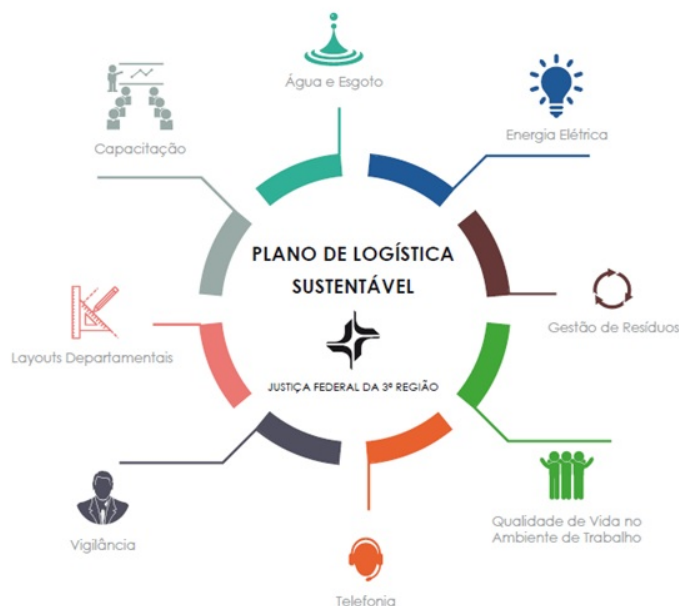 Água e Esgoto
Energia Elétrica
Capacitação
PLANO DE LOGÍSTICA
SUSTENTÁVEL
JUSTIÇA FEDERAL DA 3ª REGIÃO
Gestão de Resíduos
Layouts Departamentais
Qualidade de Vida no
Ambiente de Trabalho
Vigilância
Telefonia